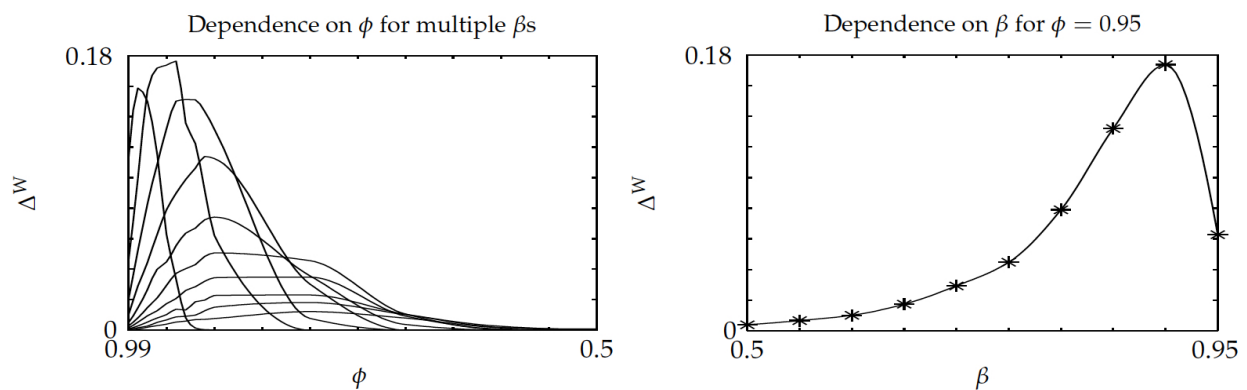 Dependence on ϕ for multiple βs
0.18
Δ^W
0
0.99
0.5
ϕ
Dependence on β for ϕ = 0.95
0.18
Δ^W
0
0.5
0.95
β